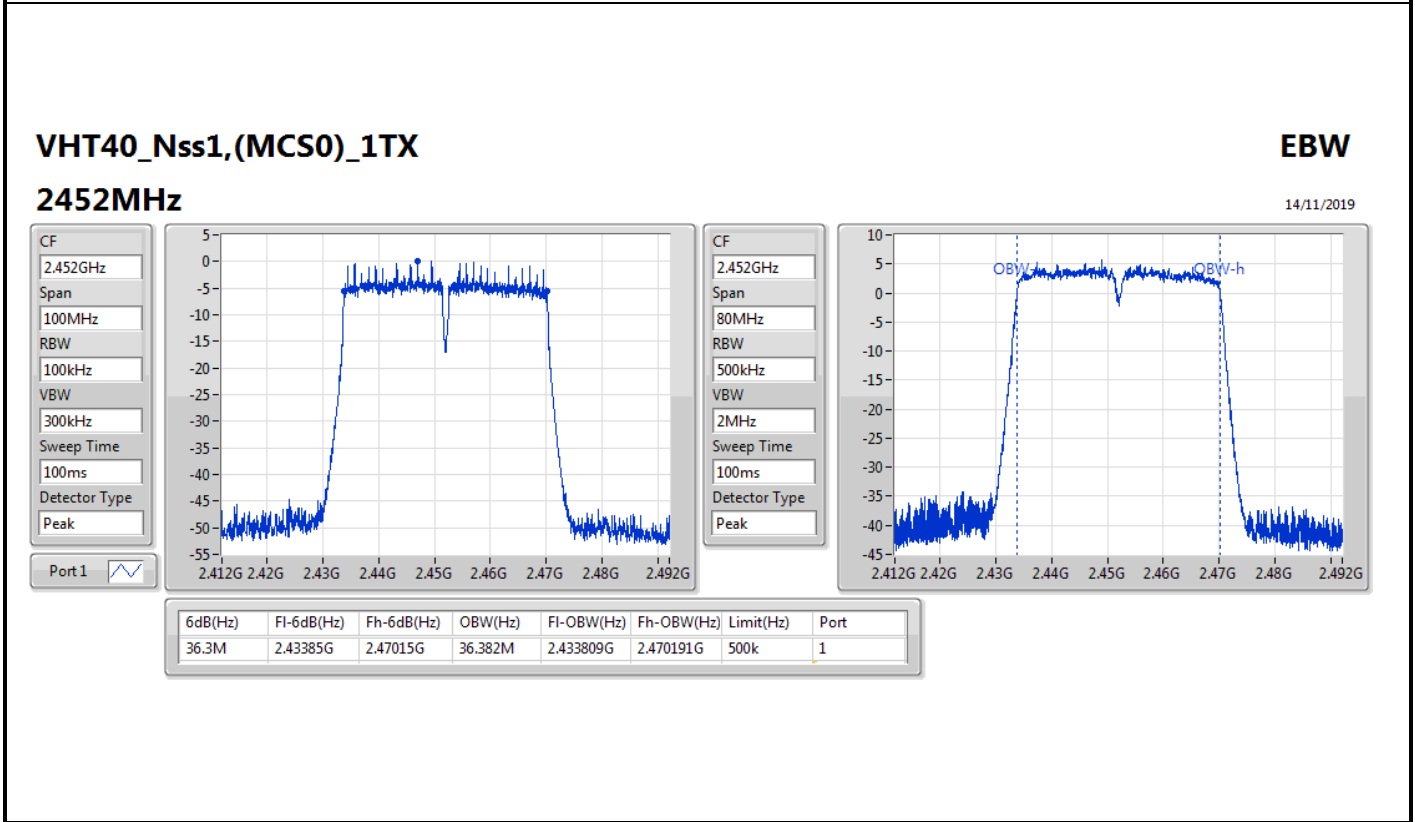 VHT40_Nss1,(MCS0)_1TX
EBW
2452MHz
14/11/2019
CF
2.452GHz
Span
100MHz
RBW
100kHz
VBW
300kHz
Sweep Time
100ms
Detector Type
Peak
Port 1
5
0
-5
-10
-15
-20
-25
-30
-35
-40
-45
-50
-55
2.412G 2.42G 2.43G 2.44G 2.45G 2.46G 2.47G 2.48G 2.492G
CF
2.452GHz
Span
80MHz
RBW
500kHz
VBW
2MHz
Sweep Time
100ms
Detector Type
Peak
10
5
0
-5
-10
-15
-20
-25
-30
-35
-40
-45
OBW-h
2.412G 2.42G 2.43G 2.44G 2.45G 2.46G 2.47G 2.48G 2.492G
6dB(Hz) Fl-6dB(Hz) Fh-6dB(Hz) OBW(Hz) Fl-OBW(Hz) Fh-OBW(Hz) Limit(Hz) Port
36.3M 2.43385G 2.47015G 36.382M 2.433809G 2.470191G 500k 1